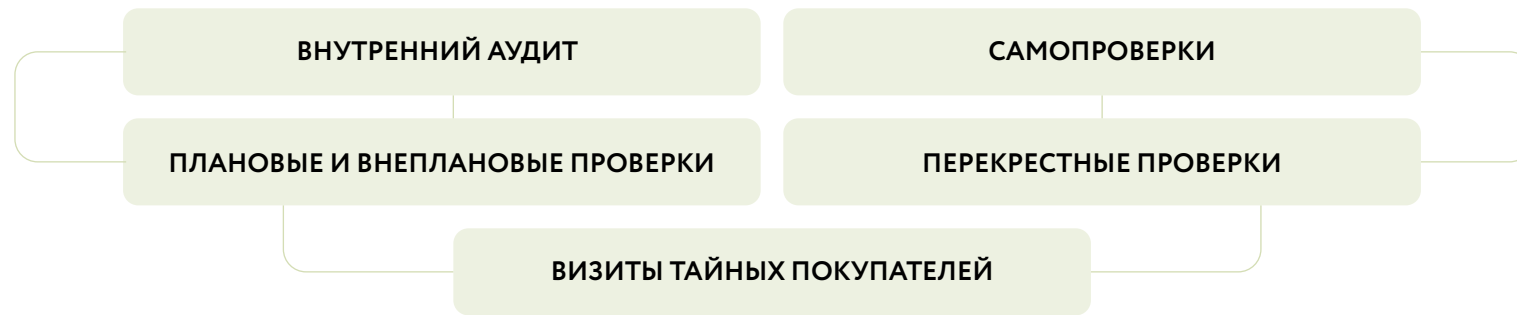 ВНУТРЕННИЙ АУДИТ
САМОПРОВЕРКИ
ПЛАНОВЫЕ И ВНЕПЛАНОВЫЕ ПРОВЕРКИ
ПЕРЕКРЕСТНЫЕ ПРОВЕРКИ
ВИЗИТЫ ТАЙНЫХ ПОКУПАТЕЛЕЙ